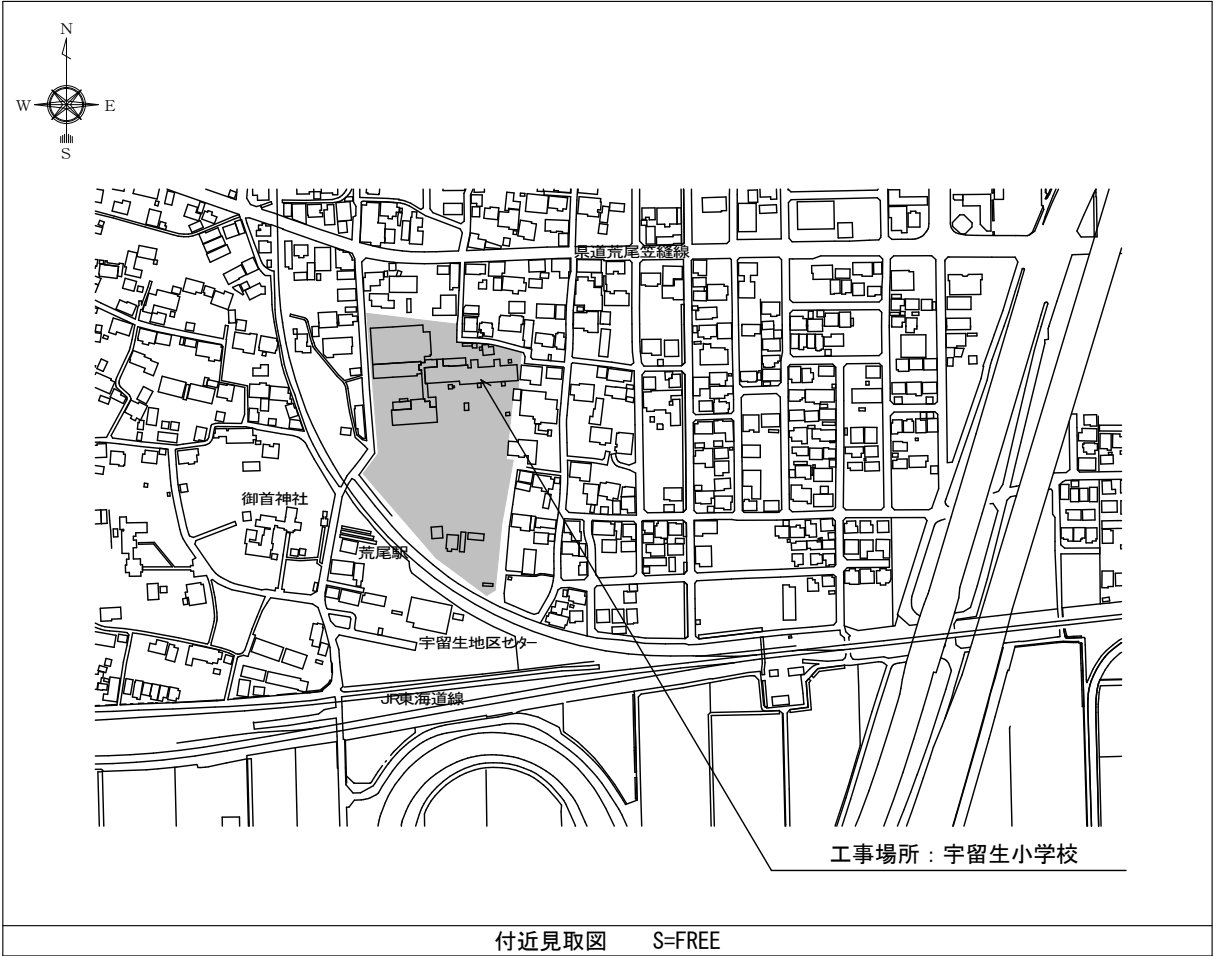 N
W E
S
県道荒尾笠縫線
御首神社
荒尾駅
宇留生地区センター
JR東海道線
工事場所：宇留生小学校
付近見取図 S=FREE